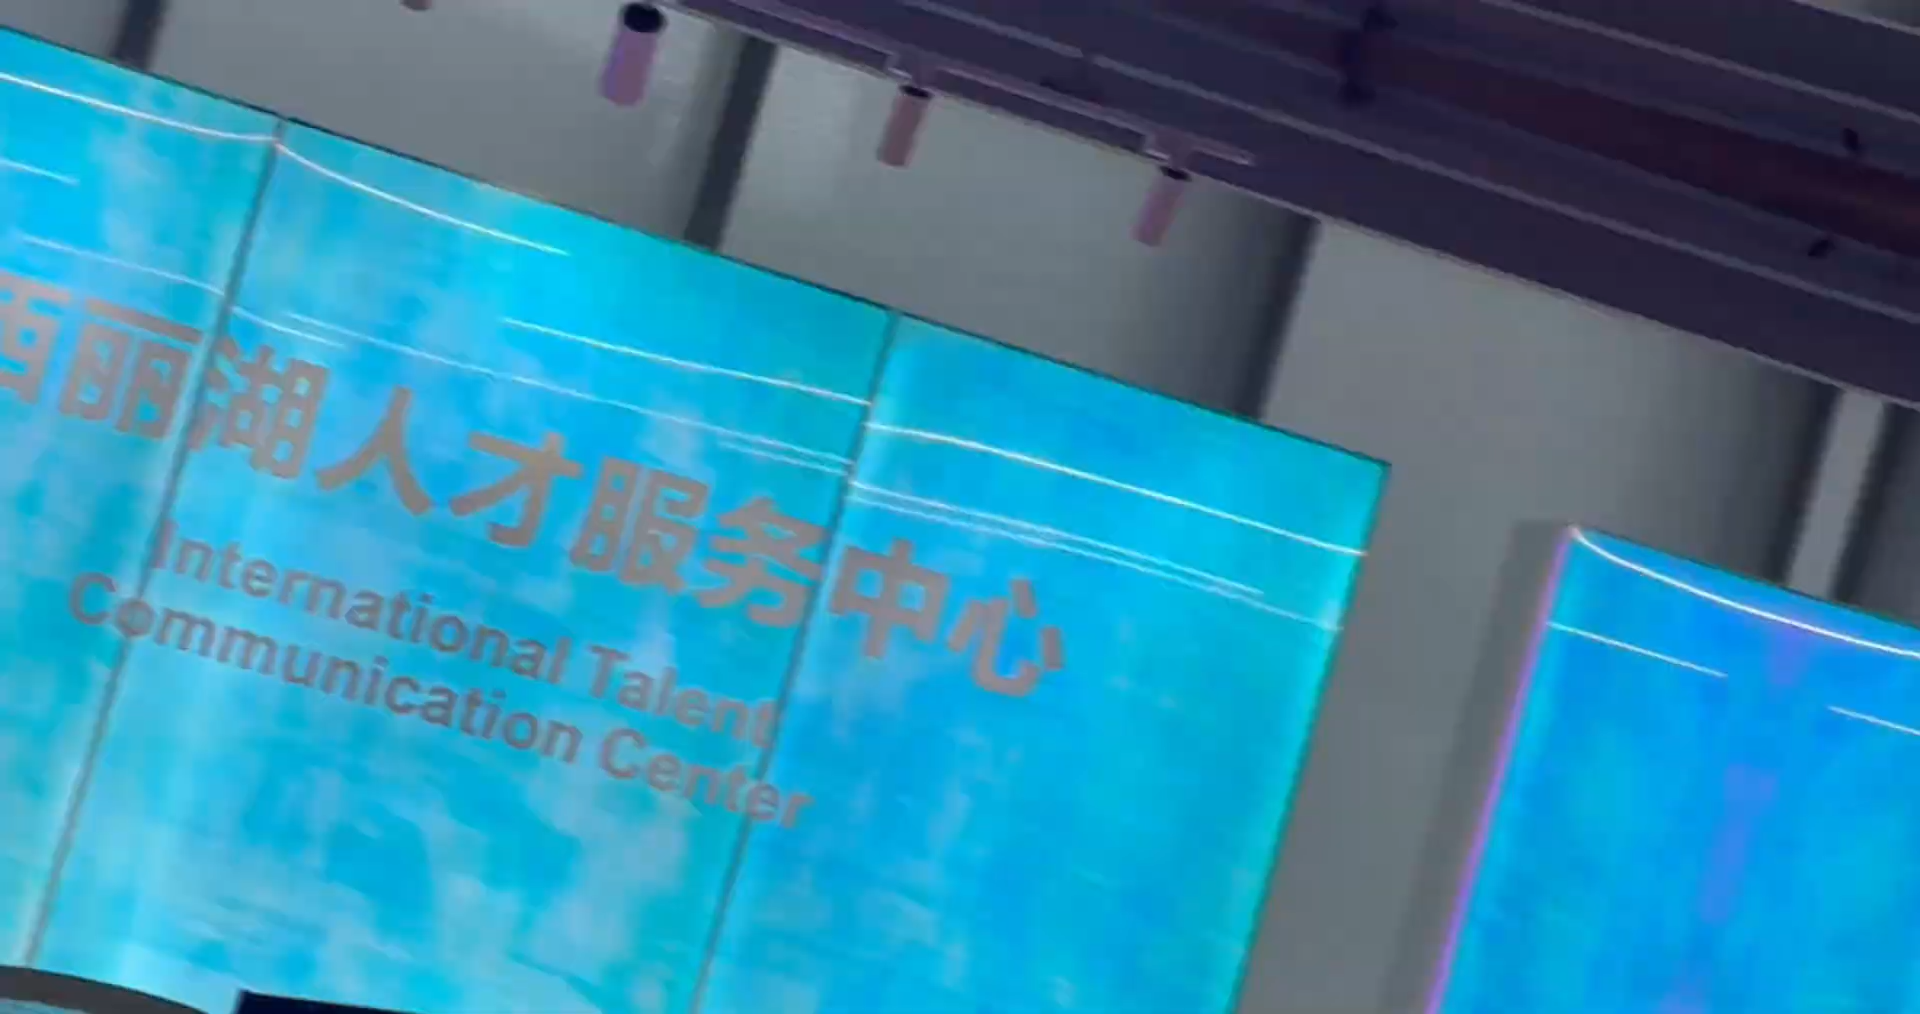 西丽湖人才服务中心
International Talent
Communication Center